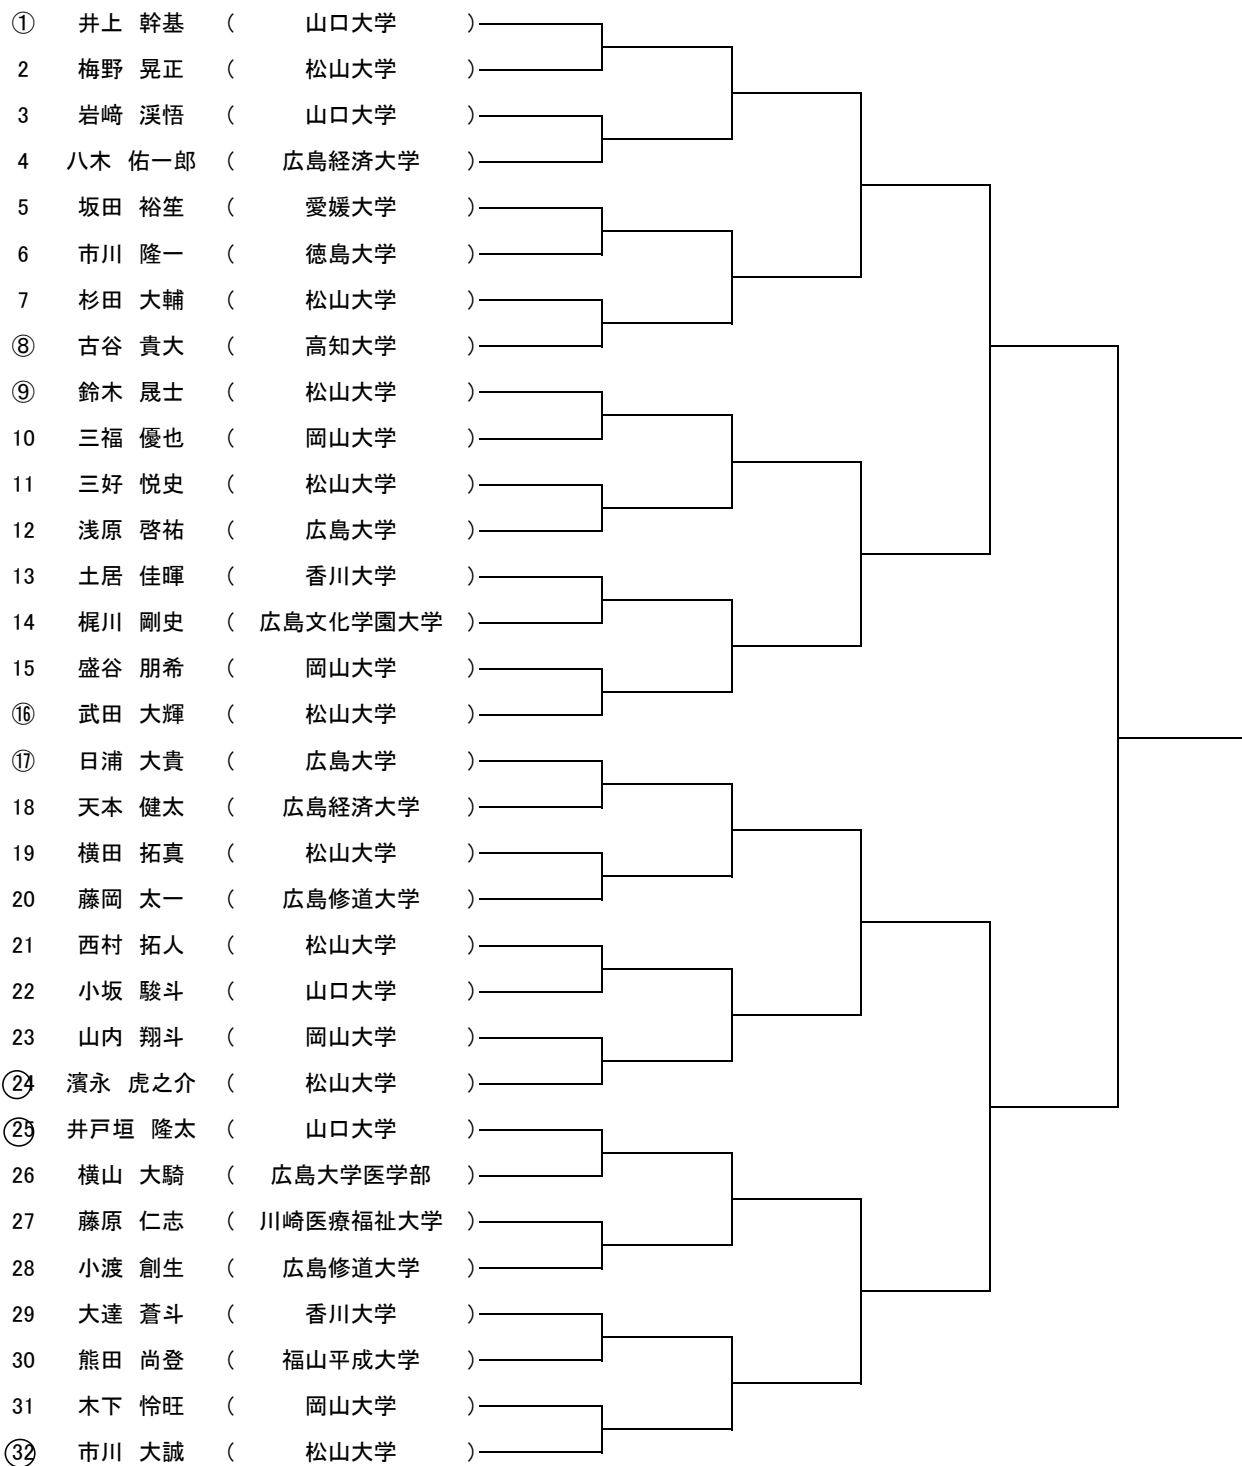 ① 井上 幹基 ( 山口大学 )
2 梅野 晃正 ( 松山大学 )
3 岩﨑 渓悟 ( 山口大学 )
4 八木 佑一郎 ( 広島経済大学 )
5 坂田 裕笙 ( 愛媛大学 )
6 市川 隆一 ( 徳島大学 )
7 杉田 大輔 ( 松山大学 )
⑧ 古谷 貴大 ( 高知大学 )
⑨ 鈴木 晟士 ( 松山大学 )
10 三福 優也 ( 岡山大学 )
11 三好 悦史 ( 松山大学 )
12 浅原 啓祐 ( 広島大学 )
13 土居 佳暉 ( 香川大学 )
14 梶川 剛史 ( 広島文化学園大学 )
15 盛谷 朋希 ( 岡山大学 )
⑯ 武田 大輝 ( 松山大学 )
⑰ 日浦 大貴 ( 広島大学 )
18 天本 健太 ( 広島経済大学 )
19 横田 拓真 ( 松山大学 )
20 藤岡 太一 ( 広島修道大学 )
21 西村 拓人 ( 松山大学 )
22 小坂 駿斗 ( 山口大学 )
23 山内 翔斗 ( 岡山大学 )
24 濱永 虎之介 ( 松山大学 )
25 井戸垣 隆太 ( 山口大学 )
26 横山 大騎 ( 広島大学医学部 )
27 藤原 仁志 ( 川崎医療福祉大学 )
28 小渡 創生 ( 広島修道大学 )
29 大達 蒼斗 ( 香川大学 )
30 熊田 尚登 ( 福山平成大学 )
31 木下 怜旺 ( 岡山大学 )
32 市川 大誠 ( 松山大学 )